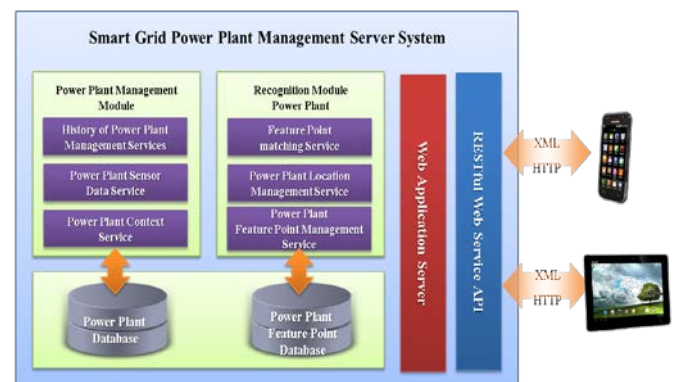 Smart Grid Power Plant Management Server System
Power Plant Management
Module
History of Power Plant
Management Services
Power Plant Sensor
Data Service
Power Plant Context
Service
Recognition Module
Power Plant
Feature Point
matching Service
Power Plant Location
Management Service
Power Plant
Feature Point Management
Service
Power Plant
Database
Power Plant
Feature Point
Database
Web Application Server
RESTful Web Service API
XML
HTTP
XML
HTTP